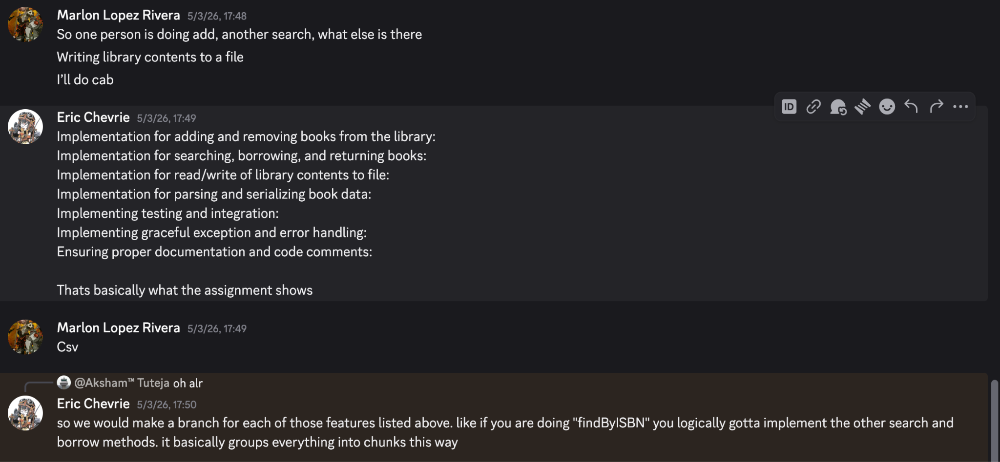 Marlon Lopez Rivera 5/3/26, 17:48
So one person is doing add, another search, what else is there
Writing library contents to a file
I’ll do cab
ID
Eric Chevrie 5/3/26, 17:49
Implementation for adding and removing books from the library:
Implementation for searching, borrowing, and returning books:
Implementation for read/write of library contents to file:
Implementation for parsing and serializing book data:
Implementing testing and integration:
Implementing graceful exception and error handling:
Ensuring proper documentation and code comments:
Thats basically what the assignment shows
Marlon Lopez Rivera 5/3/26, 17:49
Csv
@Aksham™ Tuteja oh alr
Eric Chevrie 5/3/26, 17:50
so we would make a branch for each of those features listed above. like if you are doing "findByISBN" you logically gotta implement the other search and
borrow methods. it basically groups everything into chunks this way